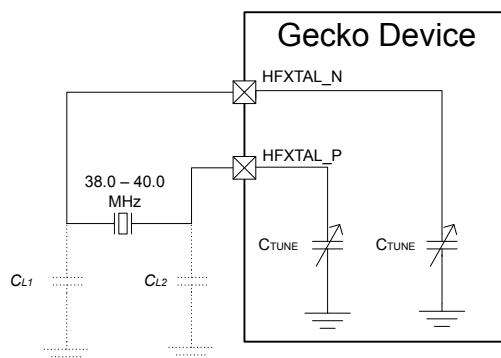 Gecko Device
HFXTAL_N
HFXTAL_P
38.0 – 40.0
MHz
CTUNE
CTUNE
CL1
CL2